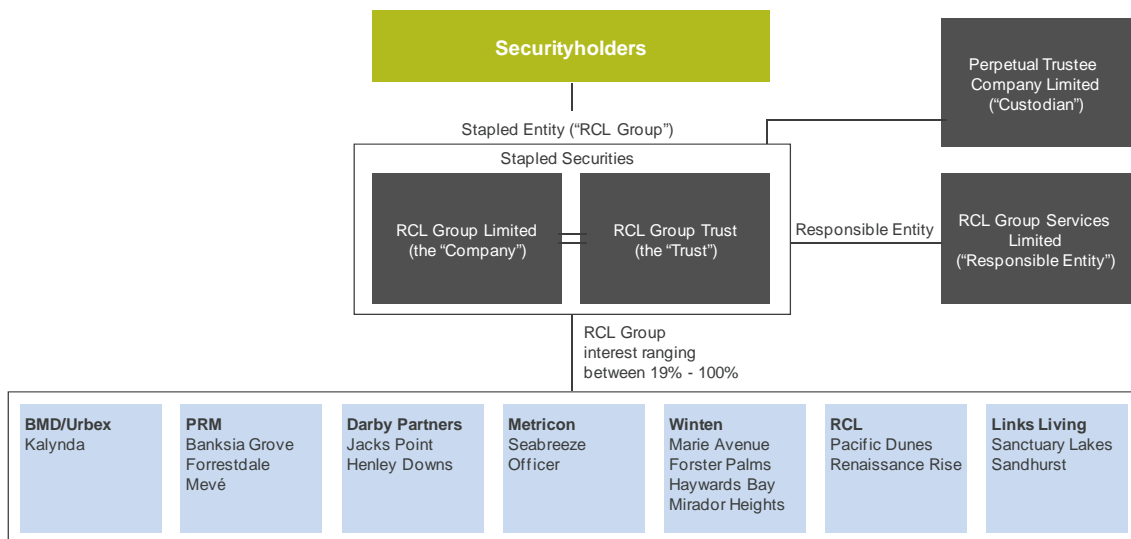 Securityholders
Perpetual Trustee
Company Limited
(“Custodian”)
Stapled Entity (“RCL Group”)
Stapled Securities
RCL Group Limited
(the “Company”)
RCL Group Trust
(the “Trust”)
Responsible Entity
RCL Group Services
Limited
(“Responsible Entity”)
RCL Group
interest ranging
between 19% - 100%
BMD/Urbex
Kalynda
PRM
Banksia Grove
Forrestdale
Mevé
Darby Partners
Jacks Point
Henley Downs
Metricon
Seabreeze
Officer
Winten
Marie Avenue
Forster Palms
Haywards Bay
Mirador Heights
RCL
Pacific Dunes
Renaissance Rise
Links Living
Sanctuary Lakes
Sandhurst